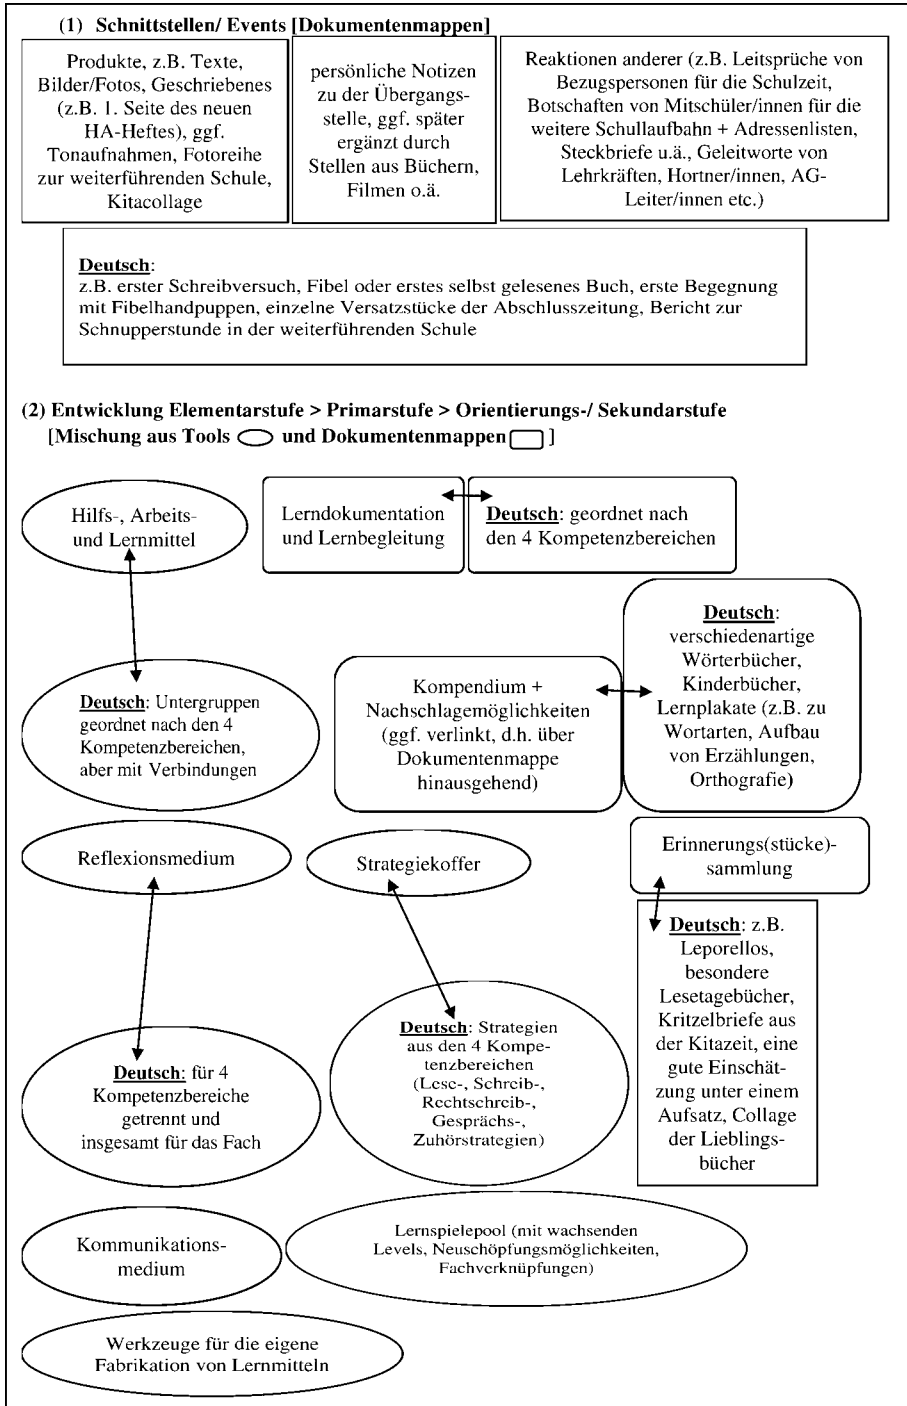 (1) Schnittstellen/ Events [Dokumentenmappen]
Produkte, z.B. Texte,
Bilder/Fotos, Geschriebenes
(z.B. 1. Seite des neuen
HA-Heftes), ggf.
Tonaufnahmen, Fotoreihe
zur weiterführenden Schule,
Kitacollage
persönliche Notizen
zu der Übergangs-
stelle, ggf. später
ergänzt durch
Stellen aus Büchern,
Filmen o.ä.
Reaktionen anderer (z.B. Leitsprüche von
Bezugspersonen für die Schulzeit,
Botschaften von Mitschüler/innen für die
weitere Schullaufbahn + Adressenlisten,
Steckbriefe u.ä., Geleitworte von
Lehrkräften, Hortner/innen, AG-
Leiter/innen etc.)
Deutsch:
z.B. erster Schreibversuch, Fibel oder erstes selbst gelesenes Buch, erste Begegnung
mit Fibelhandpuppen, einzelne Versatzstücke der Abschlusszeitung, Bericht zur
Schnupperstunde in der weiterführenden Schule
(2) Entwicklung Elementarstufe > Primarstufe > Orientierungs-/ Sekundarstufe
[Mischung aus Tools und Dokumentenmappen ]
Hilfs-, Arbeits-
und Lernmittel
Lerndokumentation
und Lernbegleitung
Deutsch: geordnet nach
den 4 Kompetenzbereichen
Deutsch: Untergruppen
geordnet nach den 4
Kompetenzbereichen,
aber mit Verbindungen
Kompendium +
Nachschlagemöglichkeiten
(ggf. verlinkt, d.h. über
Dokumentenmappe
hinausgehend)
Deutsch:
verschiedenartige
Wörterbücher,
Kinderbücher,
Lernplakate (z.B. zu
Wortarten, Aufbau
von Erzählungen,
Orthografie)
Reflexionsmedium
Strategiekoffer
Erinnerungs(stücke)-
sammlung
Deutsch: für 4
Kompetenzbereiche
getrennt und
insgesamt für das Fach
Deutsch: Strategien
aus den 4 Kompe-
tenzbereichen
(Lese-, Schreib-,
Rechtschreib-,
Gesprächs-,
Zuhörstrategien)
Deutsch: z.B.
Leporellos,
besondere
Lesetagebücher,
Kritzelbriefe aus
der Kitazeit, eine
gute Einschät-
zung unter einem
Aufsatz, Collage
der Lieblings-
bücher
Kommunikations-
medium
Lernspielepool (mit wachsenden
Levels, Neuschöpfungsmöglichkeiten,
Fachverknüpfungen)
Werkzeuge für die eigene
Fabrikation von Lernmitteln